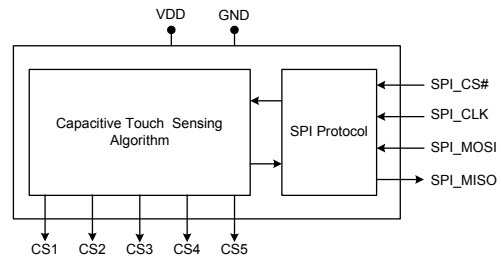 VDD GND
Capacitive Touch Sensing
Algorithm
SPI Protocol
SPI_CS#
SPI_CLK
SPI_MOSI
SPI_MISO
CS1 CS2 CS3 CS4 CS5